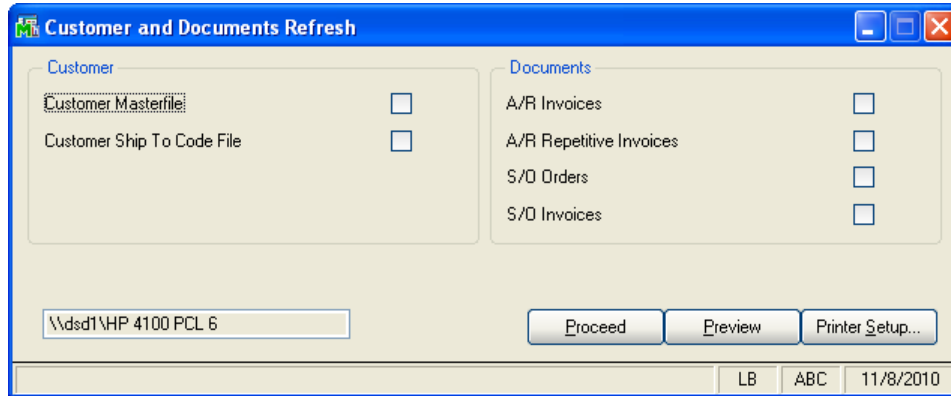 Customer and Documents Refresh
Customer
Customer Masterfile
Customer Ship To Code File
Documents
A/R Invoices
A/R Repetitive Invoices
S/O Orders
S/O Invoices
\\dsd1\HP 4100 PCL 6
Proceed
Preview
Printer Setup...
LB ABC 11/8/2010